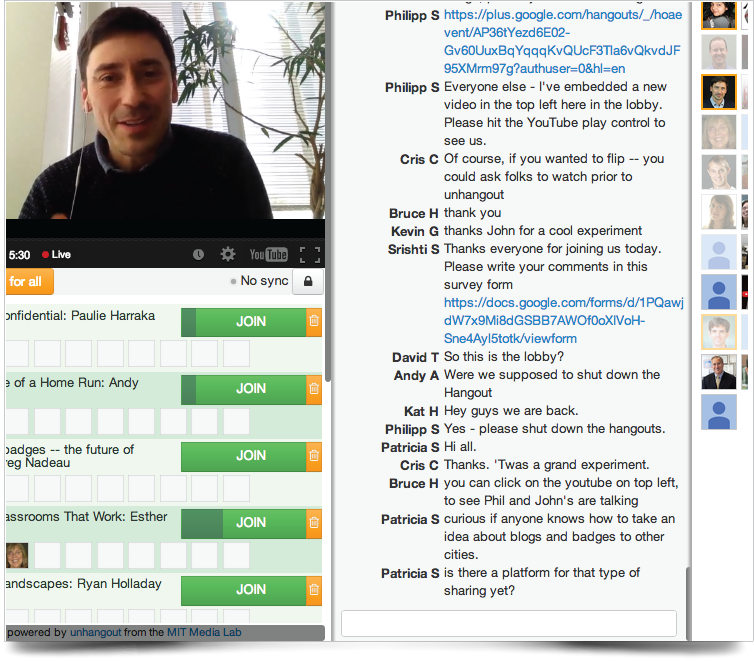 5:30
Live
YouTube
for all
No sync
onfidential: Paulie Harraka
JOIN
e of a Home Run: Andy
JOIN
badges -- the future of
reg Nadeau
JOIN
assrooms That Work: Esther
JOIN
andscapes: Ryan Holladay
JOIN
powered by unhangout from the MIT Media Lab
Philipp S https://plus.google.com/hangouts/_/hoae
event/AP36tYezd6E02-
Gv60UuxBqYqqqKvQUcF3Tla6vQkvdJF
95XMrm97g?authuser=0&hl=en
Philipp S Everyone else - I've embedded a new
video in the top left here in the lobby.
Please hit the YouTube play control to
see us.
Cris C Of course, if you wanted to flip -- you
could ask folks to watch prior to
unhangout
Bruce H thank you
Kevin G thanks John for a cool experiment
Srishti S Thanks everyone for joining us today.
Please write your comments in this
survey form
https://docs.google.com/forms/d/1PQawj
dW7x9Mi8dGSBB7AWOf0oXlVoH-
Sne4Ayl5totk/viewform
David T So this is the lobby?
Andy A Were we supposed to shut down the
Hangout
Kat H Hey guys we are back.
Philipp S Yes - please shut down the hangouts.
Patricia S Hi all.
Cris C Thanks. 'Twas a grand experiment.
Bruce H you can click on the youtube on top left,
to see Phil and John's are talking
Patricia S curious if anyone knows how to take an
idea about blogs and badges to other
cities.
Patricia S is there a platform for that type of
sharing yet?